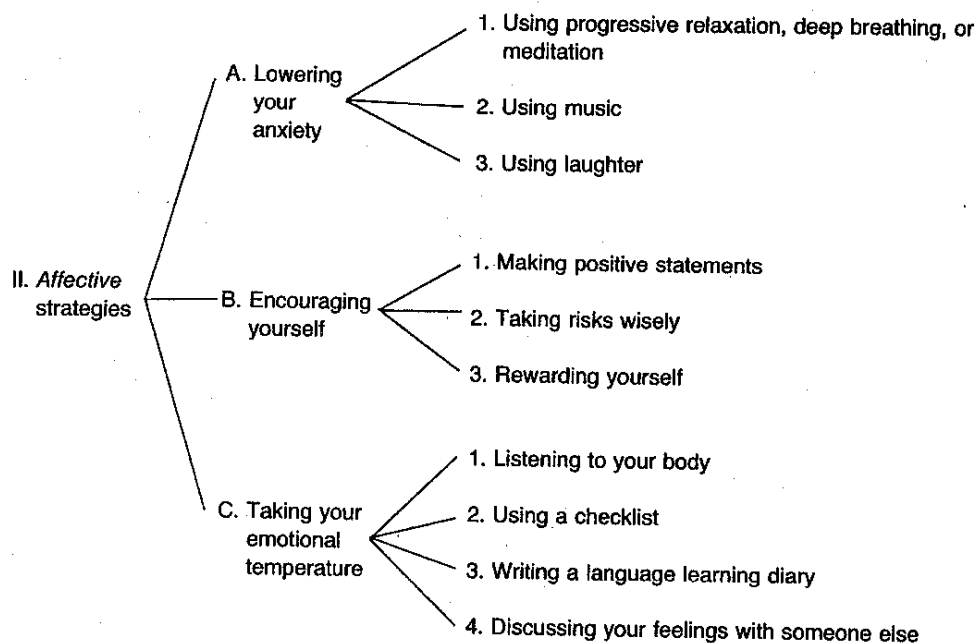 II. Affective
strategies
A. Lowering
your
anxiety
1. Using progressive relaxation, deep breathing, or
meditation
2. Using music
3. Using laughter
B. Encouraging
yourself
1. Making positive statements
2. Taking risks wisely
3. Rewarding yourself
C. Taking your
emotional
temperature
1. Listening to your body
2. Using a checklist
3. Writing a language learning diary
4. Discussing your feelings with someone else